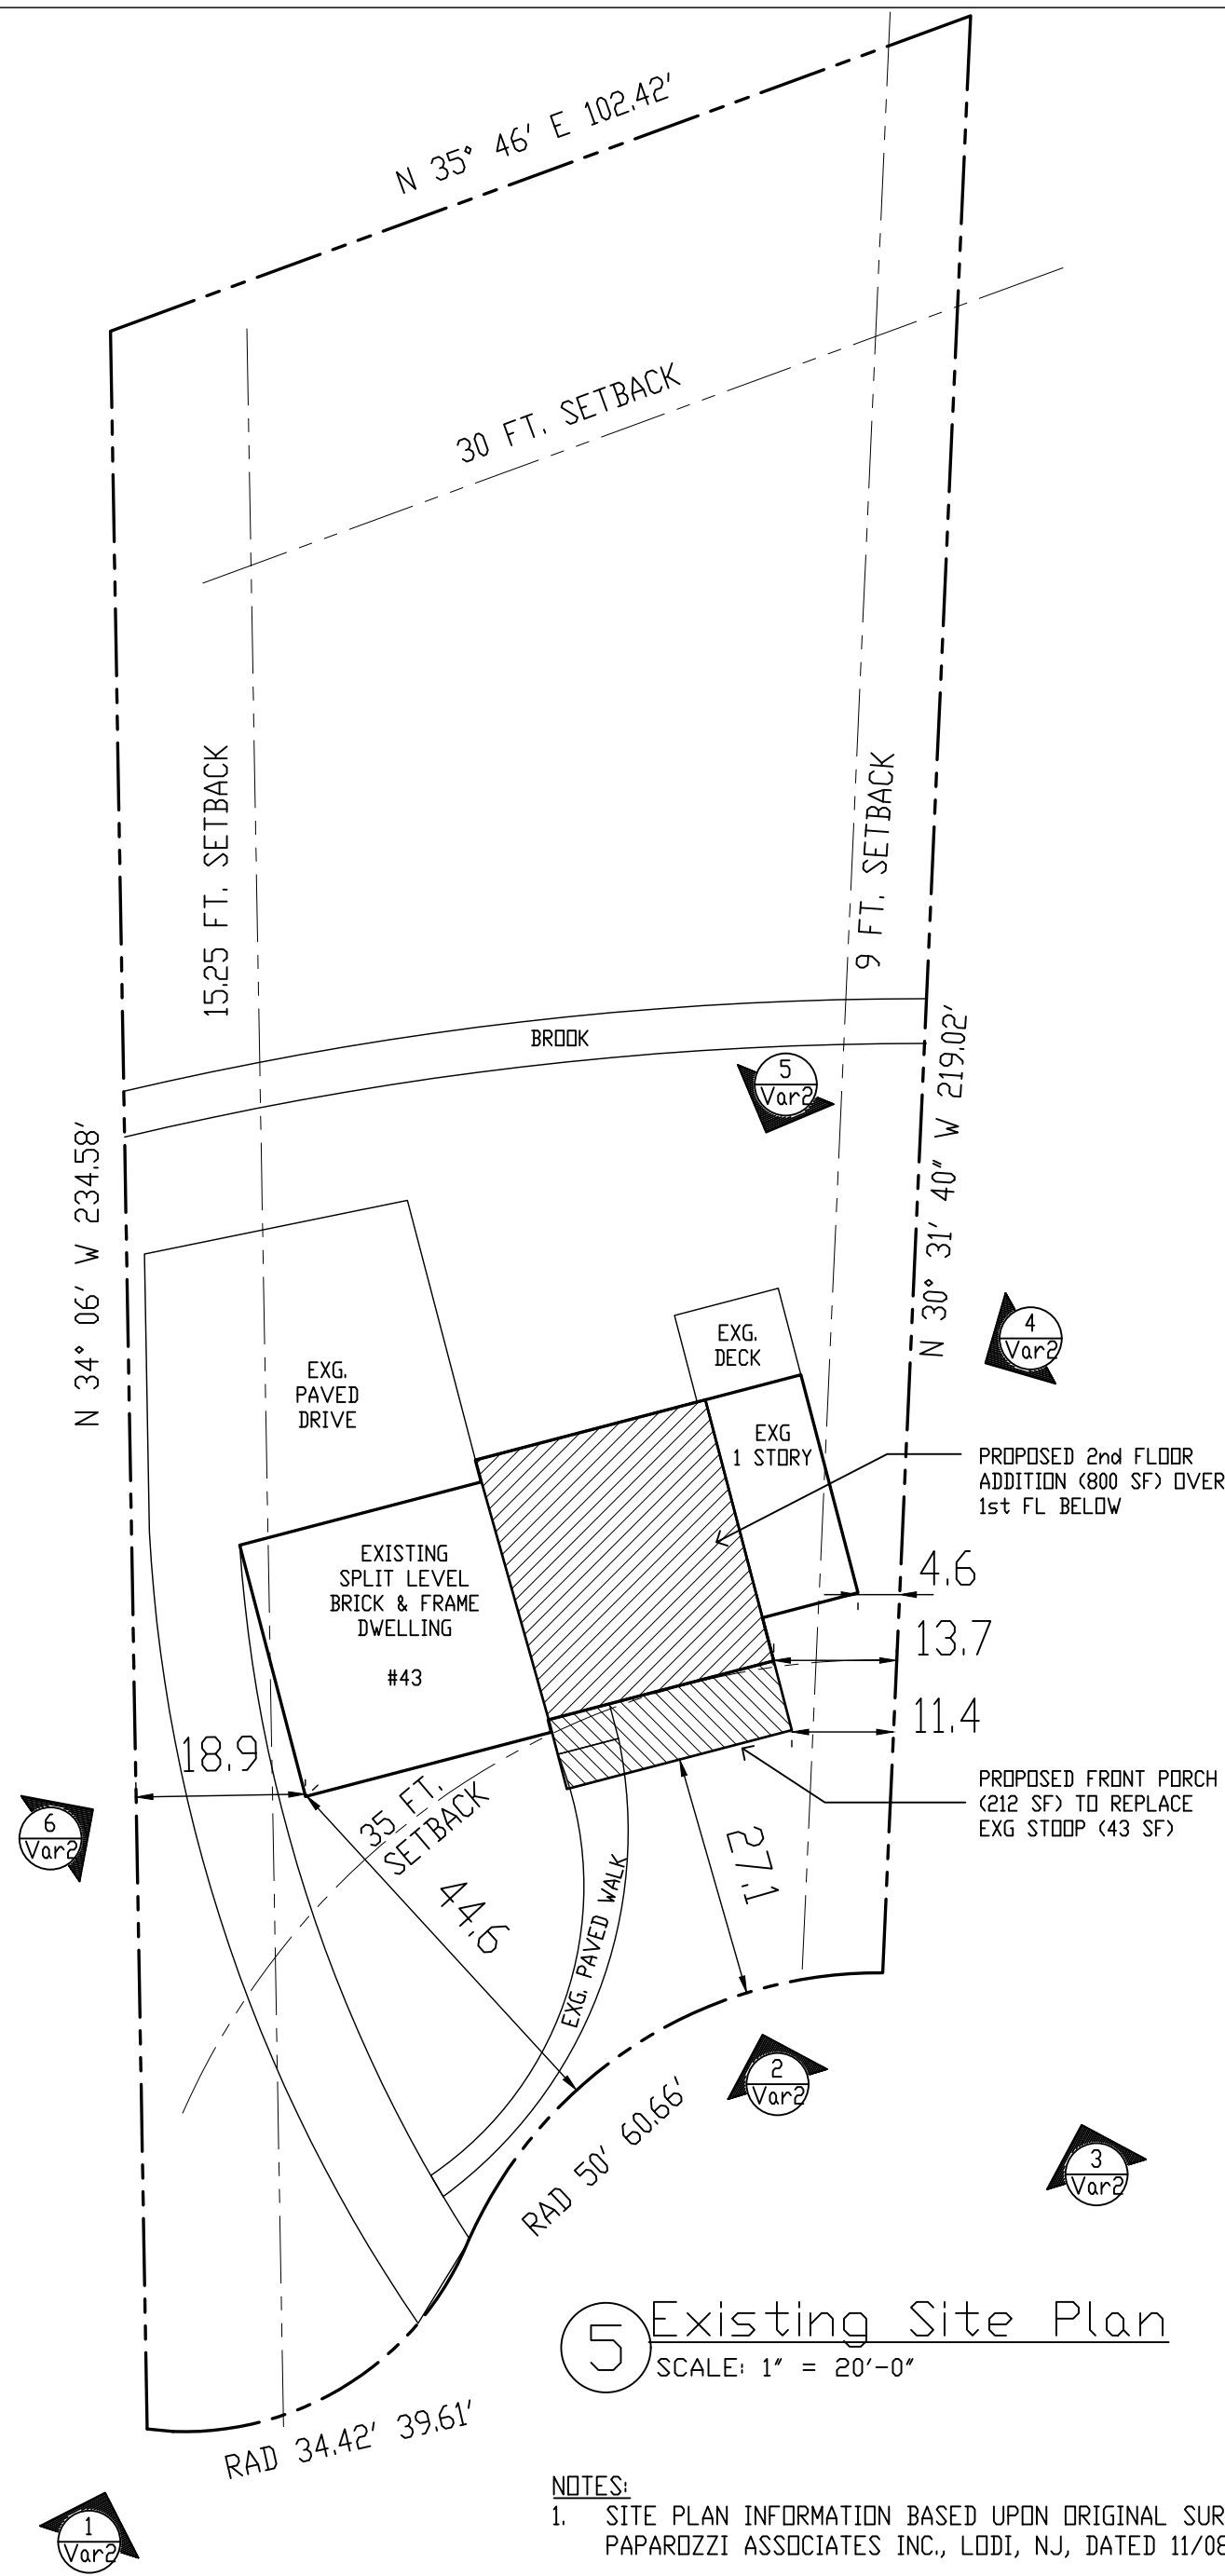 N 35° 46' E 102.42'
30 FT. SETBACK
15.25 FT. SETBACK
9 FT. SETBACK
BROOK
5
Var2
N 34° 06' W 234.58'
N 30° 31' 40" W 219.02'
4
Var2
EXG.
DECK
EXG.
PAVED
DRIVE
EXG
1 STORY
PROPOSED 2nd FLOOR
ADDITION (800 SF) OVER
1st FL BELOW
EXISTING
SPLIT LEVEL
BRICK & FRAME
DWELLING
#43
4.6
13.7
11.4
18.9
35 FT.
SETBACK
PROPOSED FRONT PORCH
(212 SF) TO REPLACE
EXG STOOP (43 SF)
6
Var2
44.6
27.1
EXG. PAVED WALK
2
Var2
RAD 50' 60.66'
3
Var2
5 Existing Site Plan
SCALE: 1" = 20'-0"
RAD 34.42' 39.61'
1
Var2
NOTES:
1. SITE PLAN INFORMATION BASED UPON ORIGINAL SUR
PAPAROZZI ASSOCIATES INC., LODI, NJ, DATED 11/08